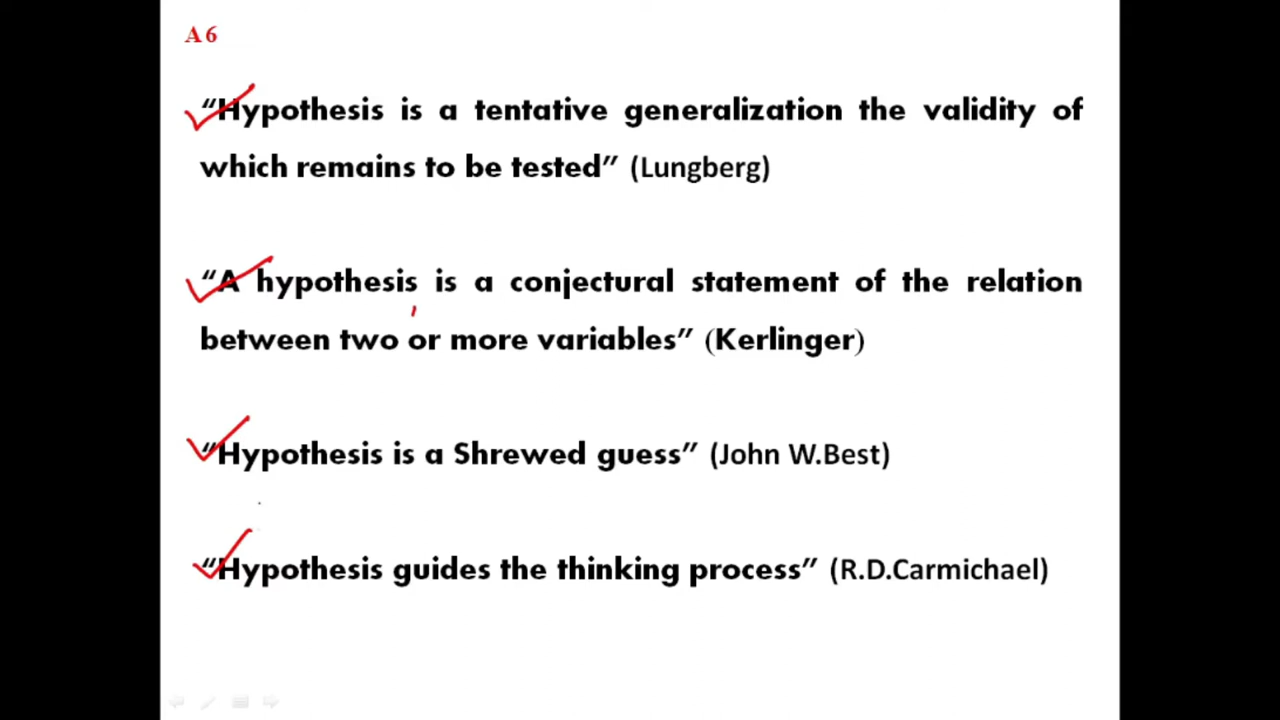 A 6
“Hypothesis is a tentative generalization the validity of
which remains to be tested” (Lungberg)
“A hypothesis is a conjectural statement of the relation
between two or more variables” (Kerlinger)
“Hypothesis is a Shrewed guess” (John W.Best)
“Hypothesis guides the thinking process” (R.D.Carmichael)